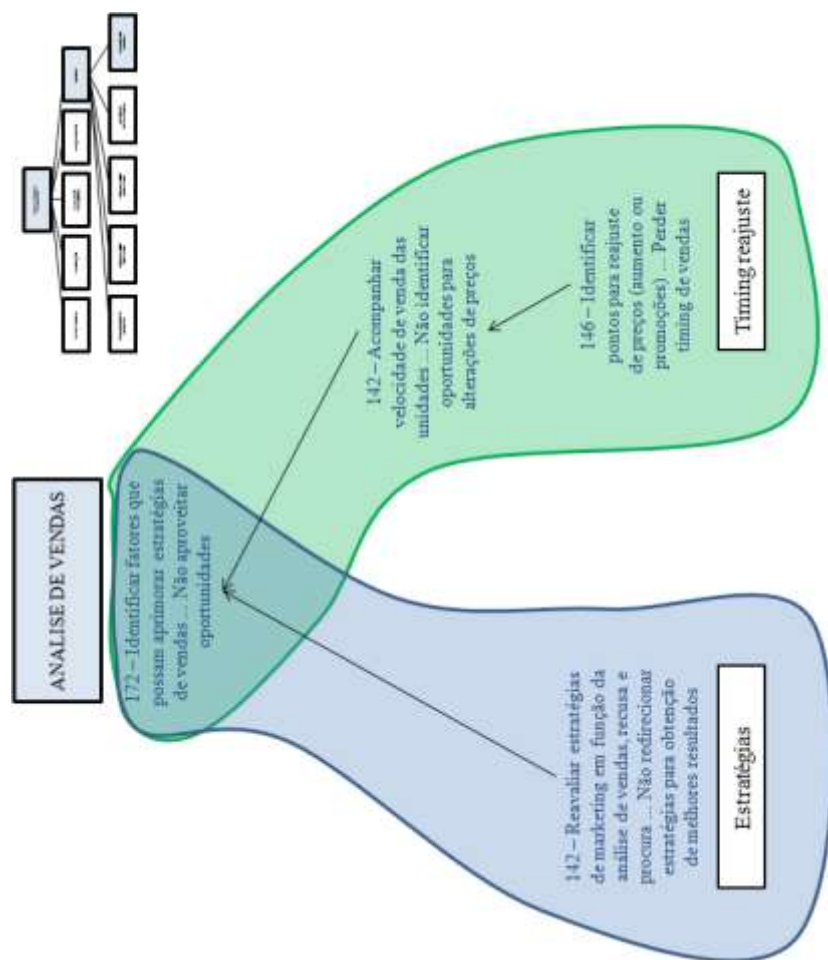 ANALISE DE VENDAS
172 – Identificar fatores que
possam aprimorar estratégias
de vendas ... Não aproveitar
oportunidades
142 – Acompanhar
velocidade de venda das
unidades ... Não identificar
oportunidades para
alterações de preços
142 – Reavaliar estratégias
de marketing em função da
análise de vendas, recusa e
procura ... Não redirecionar
estratégias para obtenção
de melhores resultados
146 – Identificar
pontos para reajuste
de preços (aumento ou
promoções) ... Perder
timing de vendas
Estratégias
Timing reajuste